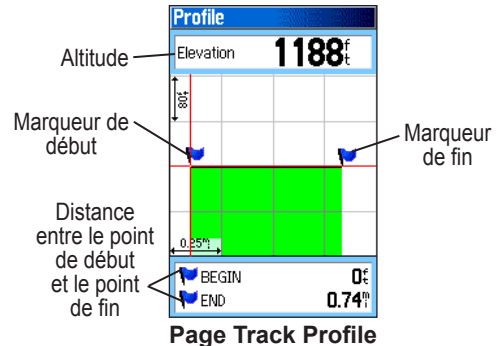 Profile
Altitude
Elevation 1188ft
80ft
Marqueur de
début
Marqueur
de fin
Distance
entre le point
de début
et le point
de fin
0.25mi
BEGIN 0ft
END 0.74mi
Page Track Profile